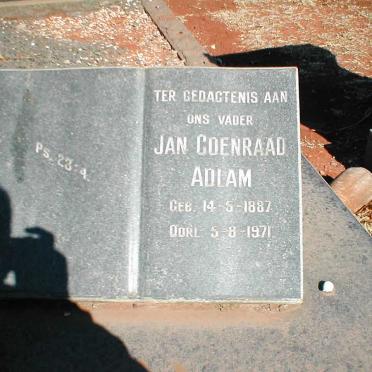 PS. 23-4.
TER GEDAGTENIS AAN
ONS VADER
JAN COENRAAD
ADLAM
GEB. 14-5-1887
OORL. 5-8-1971